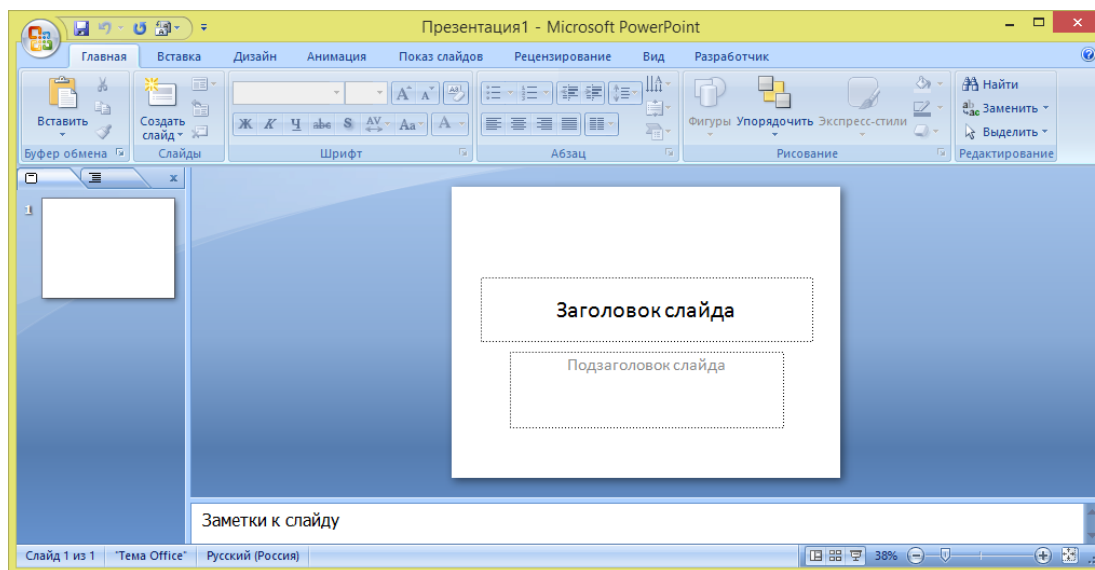 Презентация1 - Microsoft PowerPoint
Главная Вставка Дизайн Анимация Показ слайдов Рецензирование Вид Разработчик
Вставить
Создать слайд
Ж К Ч abe S AV Aa A
Фигуры Упорядочить Экспресс-стили
Найти
Заменить
Выделить
Буфер обмена Слайды Шрифт Абзац Рисование Редактирование
1
Заголовок слайда
Подзаголовок слайда
Заметки к слайду
Слайд 1 из 1 "Тема Office" Русский (Россия) 38%